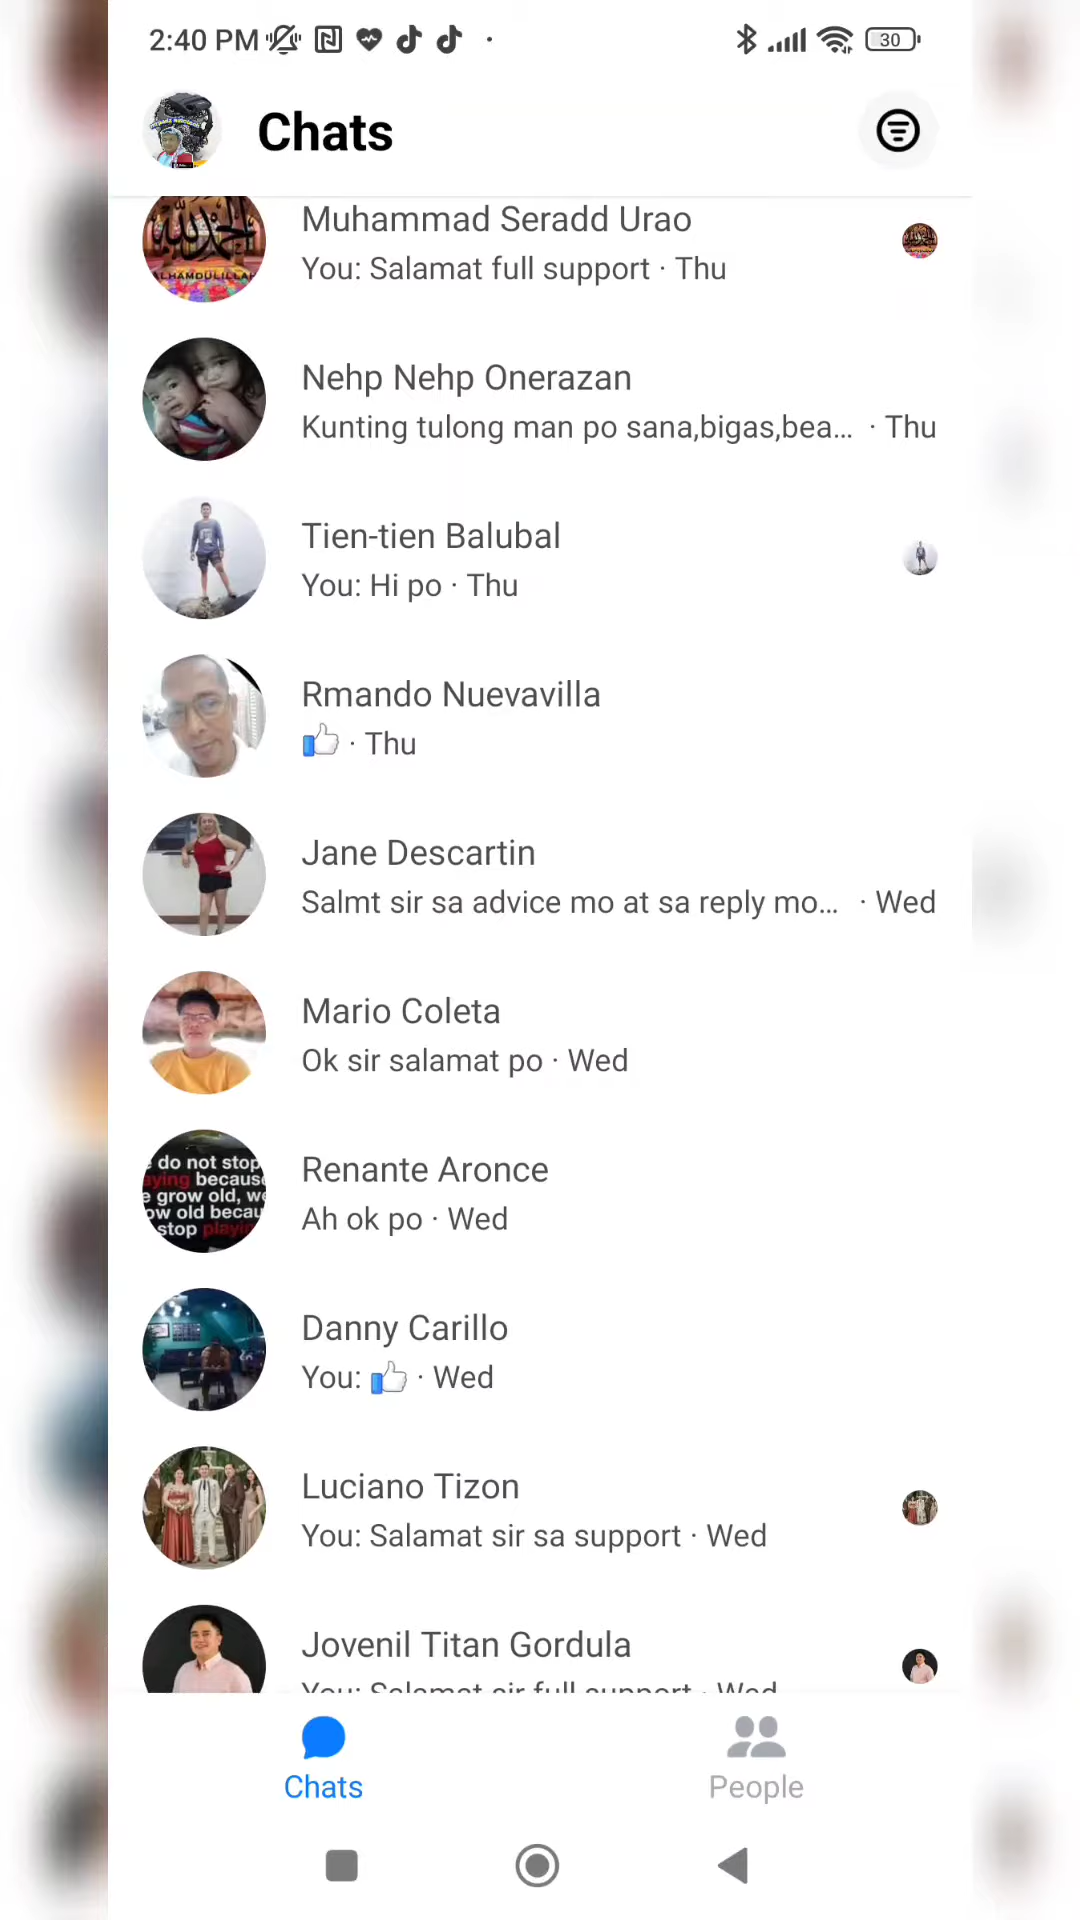 2:40 PM
30
Chats
Muhammad Seradd Urao
You: Salamat full support · Thu
ALHAMDULILLAH
Nehp Nehp Onerazan
Kunting tulong man po sana,bigas,bea... · Thu
Tien-tien Balubal
You: Hi po · Thu
Rmando Nuevavilla
· Thu
Jane Descartin
Salmt sir sa advice mo at sa reply mo... · Wed
Mario Coleta
Ok sir salamat po · Wed
do not stop
because
grow old, we
old becau
stop
Renante Aronce
Ah ok po · Wed
Danny Carillo
You: · Wed
Luciano Tizon
You: Salamat sir sa support · Wed
Jovenil Titan Gordula
You: Salamat sir full support · Wed
Chats
People